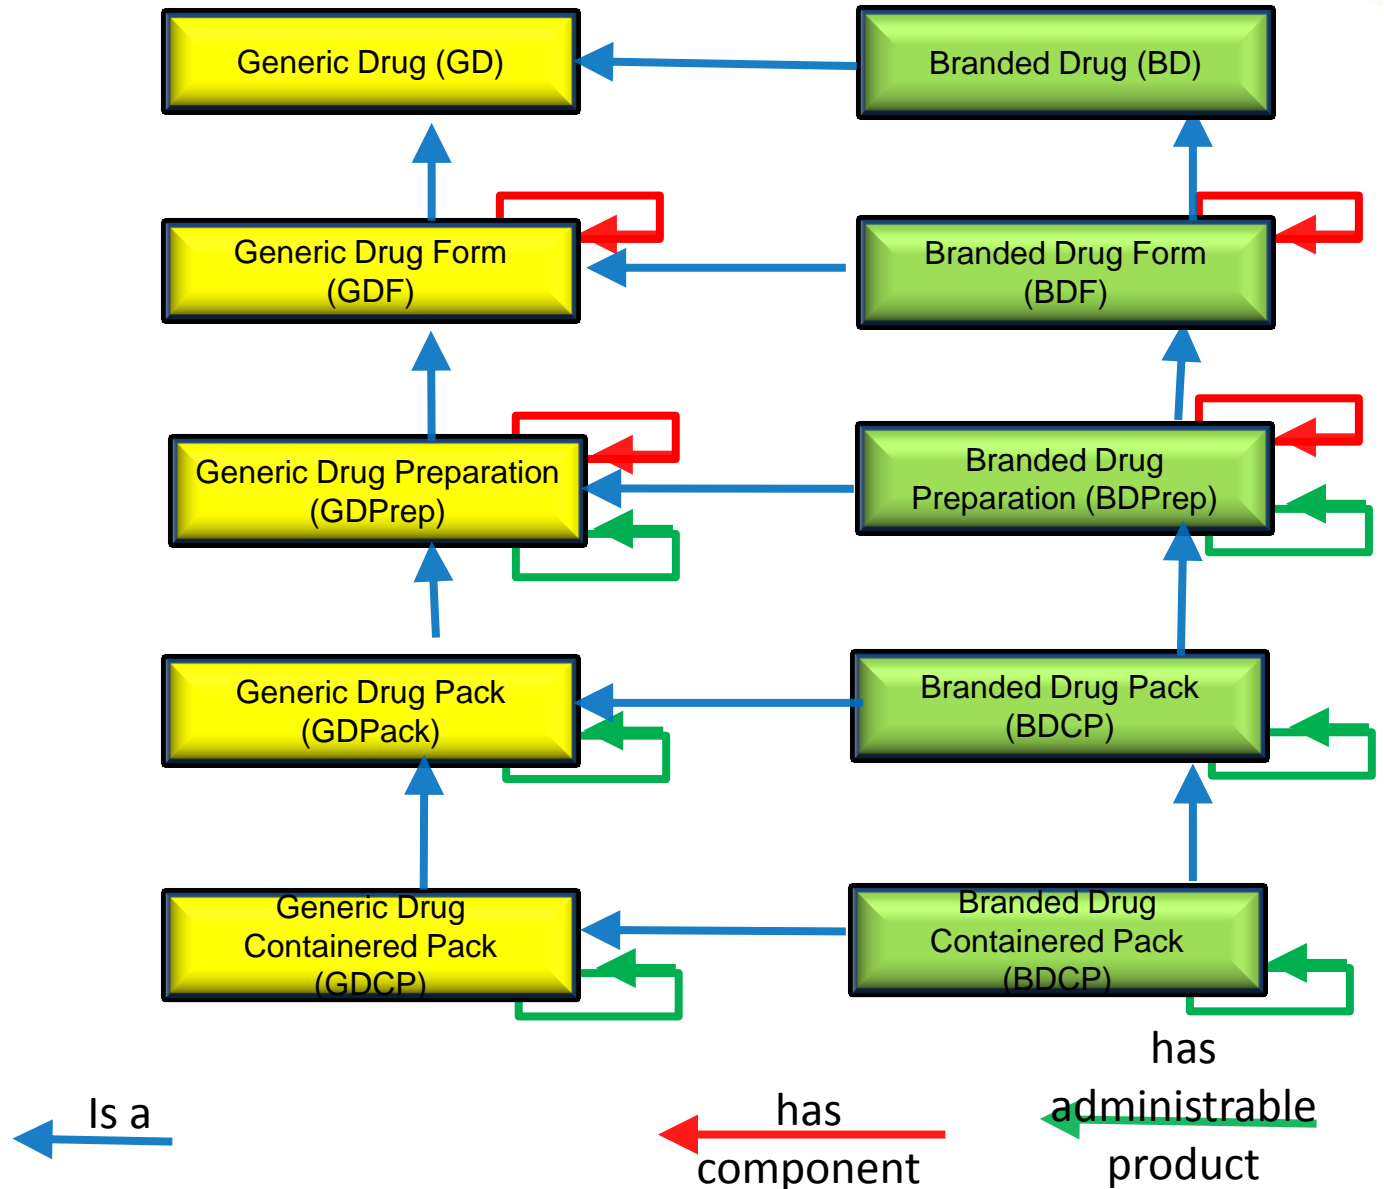 Generic Drug (GD)
Branded Drug (BD)
Generic Drug Form
(GDF)
Branded Drug Form
(BDF)
Generic Drug Preparation
(GDPrep)
Branded Drug
Preparation (BDPrep)
Generic Drug Pack
(GDPack)
Branded Drug Pack
(BDCP)
Generic Drug
Containered Pack
(GDCP)
Branded Drug
Containered Pack
(BDCP)
Is a
has
component
has
administrable
product